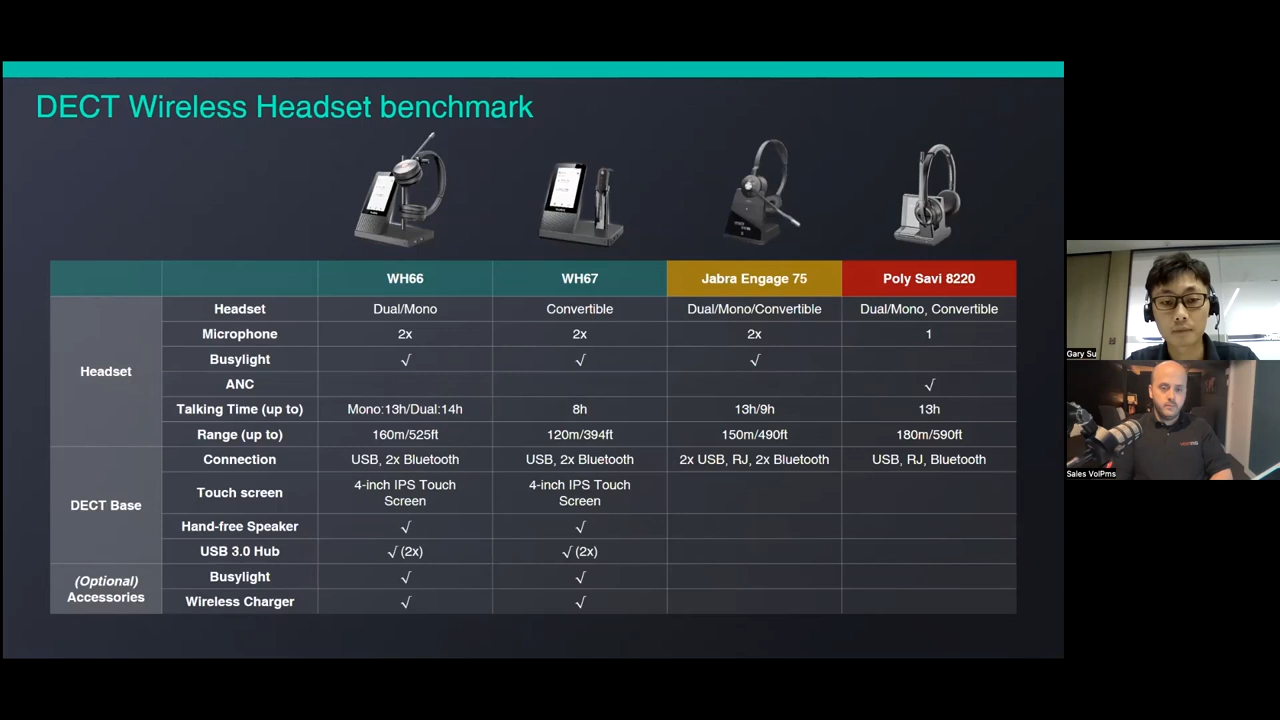 DECT Wireless Headset benchmark
WH66 WH67 Jabra Engage 75 Poly Savi 8220
Headset
Headset Dual/Mono Convertible Dual/Mono/Convertible Dual/Mono, Convertible
Microphone 2x 2x 2x 1
Busylight √ √ √
ANC √
Talking Time (up to) Mono:13h/Dual:14h 8h 13h/9h 13h
Range (up to) 160m/525ft 120m/394ft 150m/490ft 180m/590ft
DECT Base
Connection USB, 2x Bluetooth USB, 2x Bluetooth 2x USB, RJ, 2x Bluetooth USB, RJ, Bluetooth
Touch screen 4-inch IPS Touch Screen 4-inch IPS Touch Screen
Hand-free Speaker √ √
USB 3.0 Hub √ (2x) √ (2x)
(Optional)
Accessories
Busylight √ √
Wireless Charger √ √
Gary Su
Sales VoIPms